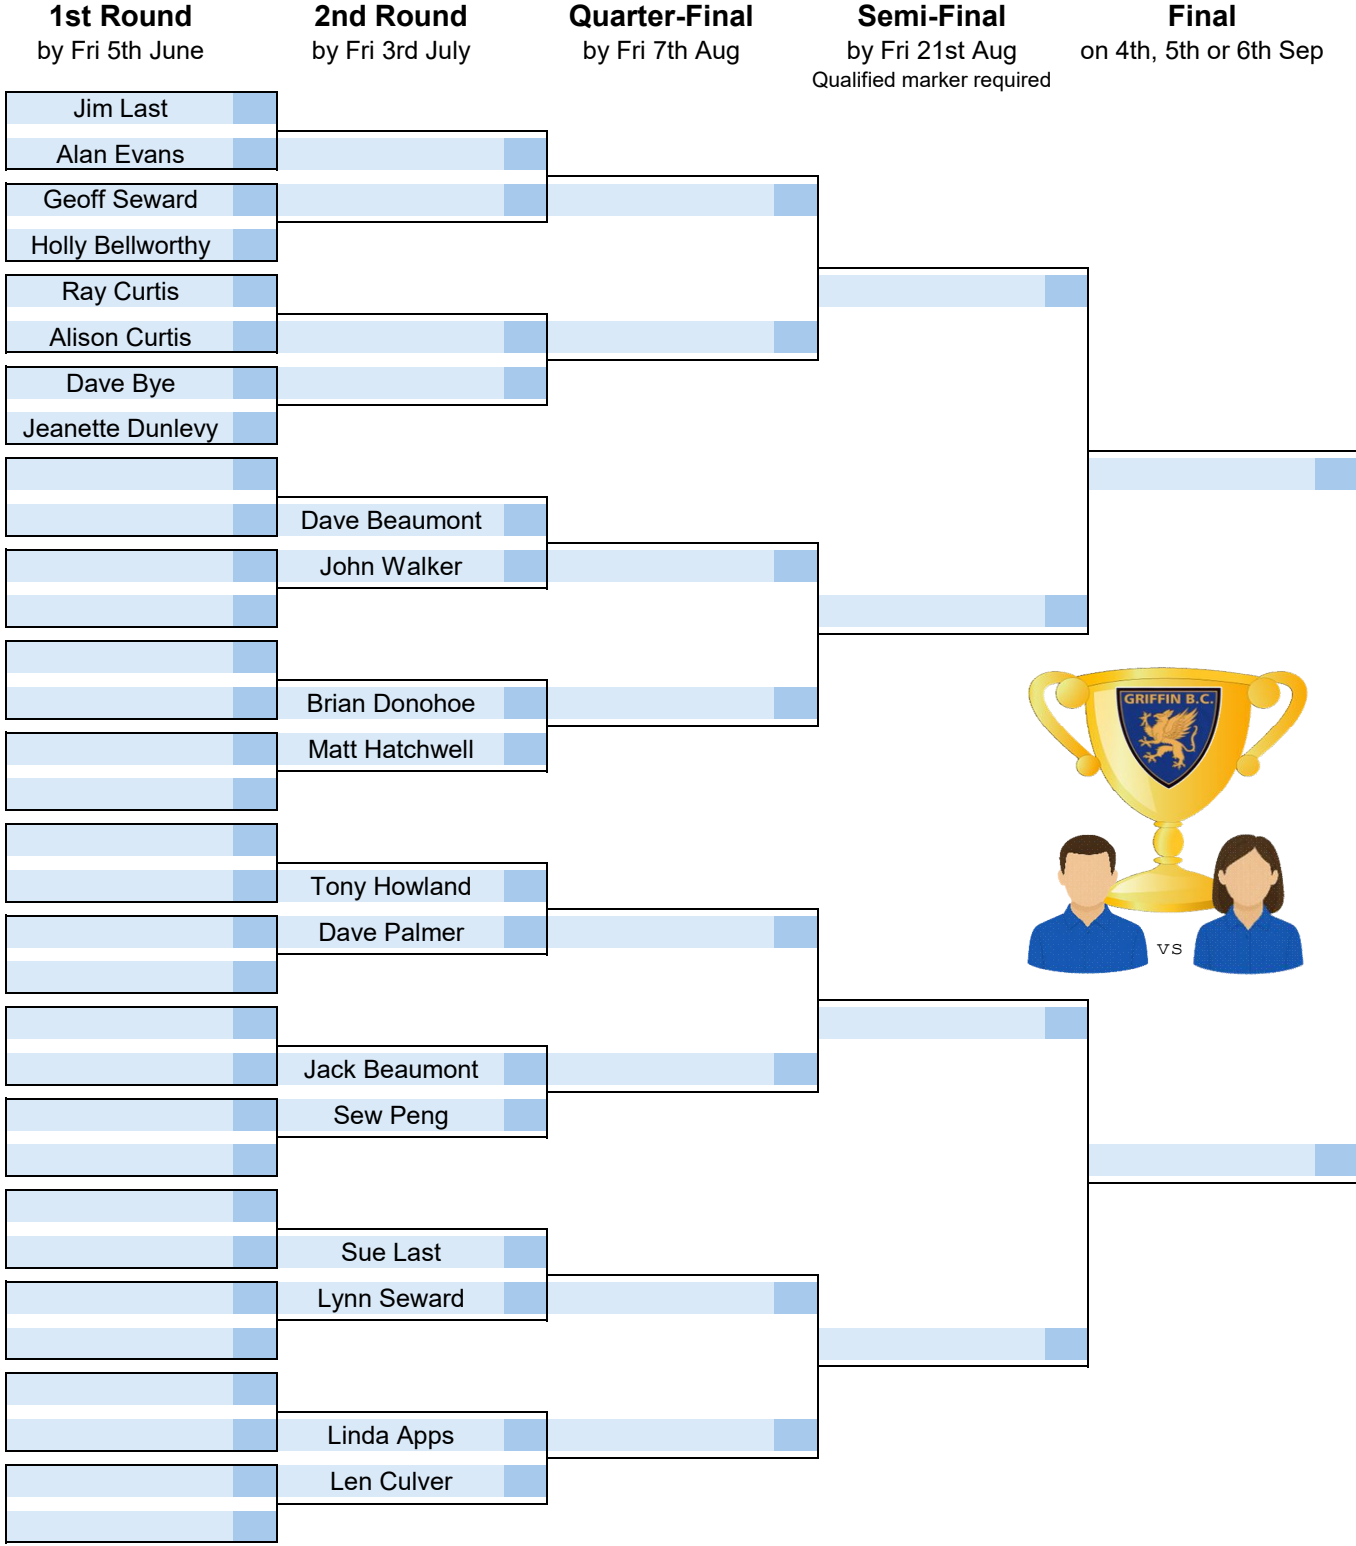 1st Round
by Fri 5th June
2nd Round
by Fri 3rd July
Quarter-Final
by Fri 7th Aug
Semi-Final
by Fri 21st Aug
Qualified marker required
Final
on 4th, 5th or 6th Sep
Jim Last
Alan Evans
Geoff Seward
Holly Bellworthy
Ray Curtis
Alison Curtis
Dave Bye
Jeanette Dunlevy
Dave Beaumont
John Walker
Brian Donohoe
Matt Hatchwell
Tony Howland
Dave Palmer
Jack Beaumont
Sew Peng
Sue Last
Lynn Seward
Linda Apps
Len Culver
GRIFFIN B.C.
vs